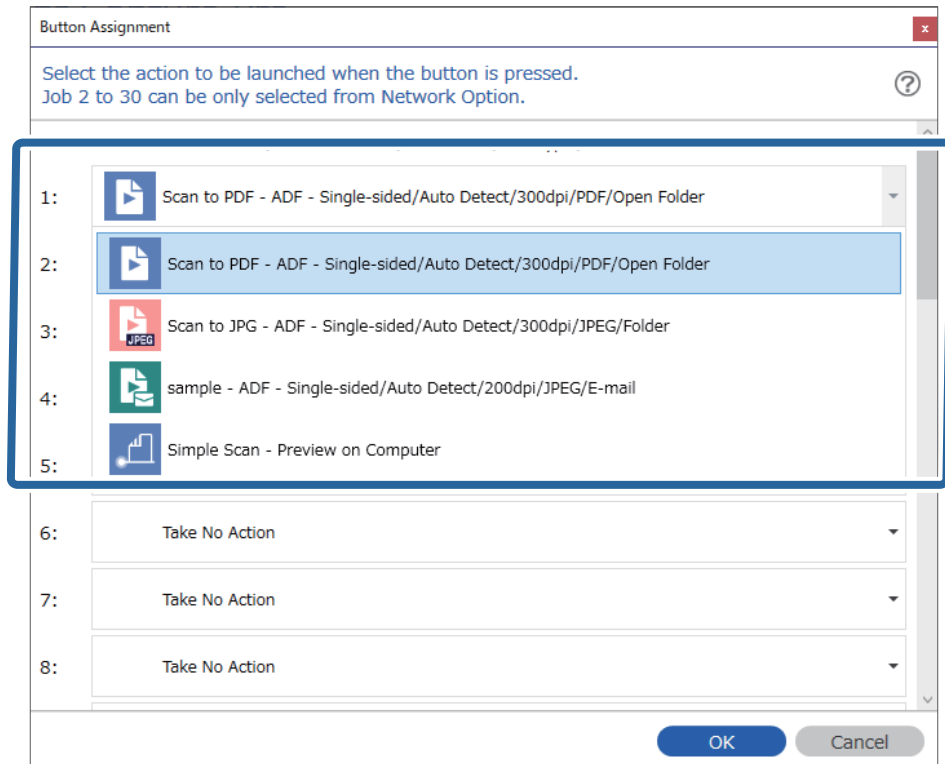 Button Assignment
x
Select the action to be launched when the button is pressed.
Job 2 to 30 can be only selected from Network Option.
?
1: Scan to PDF - ADF - Single-sided/Auto Detect/300dpi/PDF/Open Folder
2: Scan to PDF - ADF - Single-sided/Auto Detect/300dpi/PDF/Open Folder
3: JPEG Scan to JPG - ADF - Single-sided/Auto Detect/300dpi/JPEG/Folder
4: sample - ADF - Single-sided/Auto Detect/200dpi/JPEG/E-mail
5: Simple Scan - Preview on Computer
6: Take No Action
7: Take No Action
8: Take No Action
OK Cancel